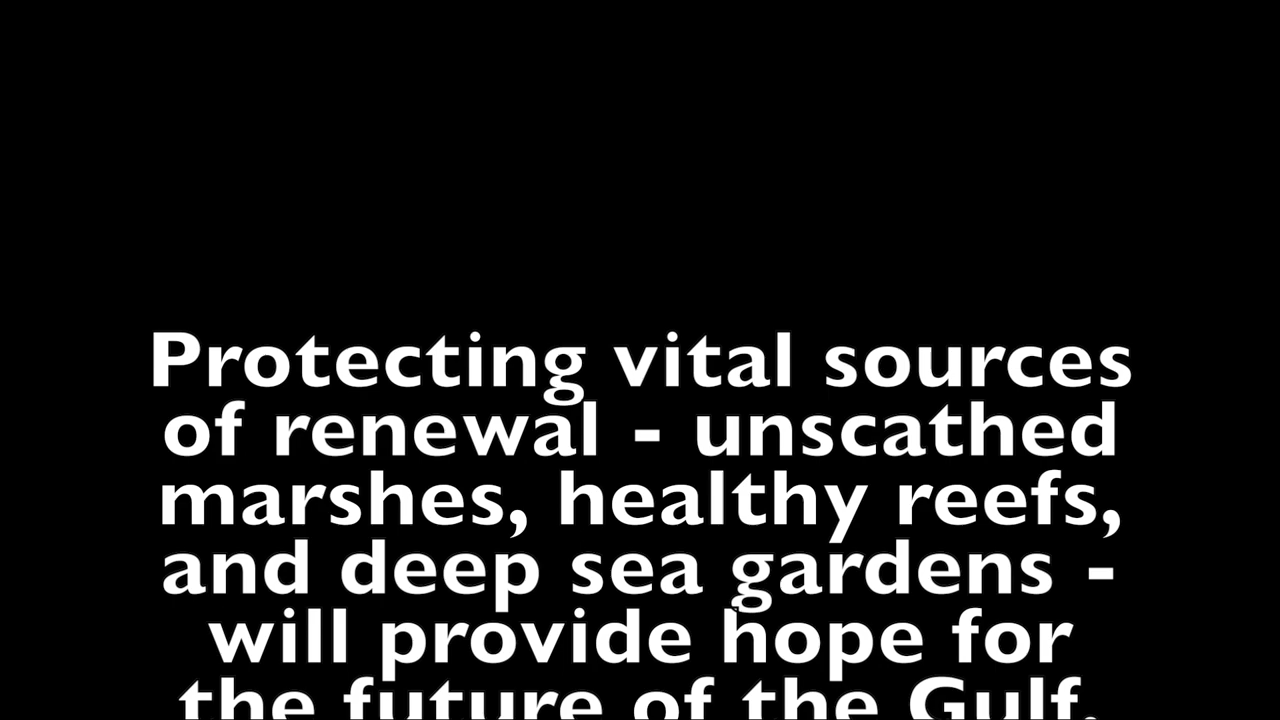 Protecting vital sources
of renewal - unscathed
marshes, healthy reefs,
and deep sea gardens -
will provide hope for
the future of the Gulf.